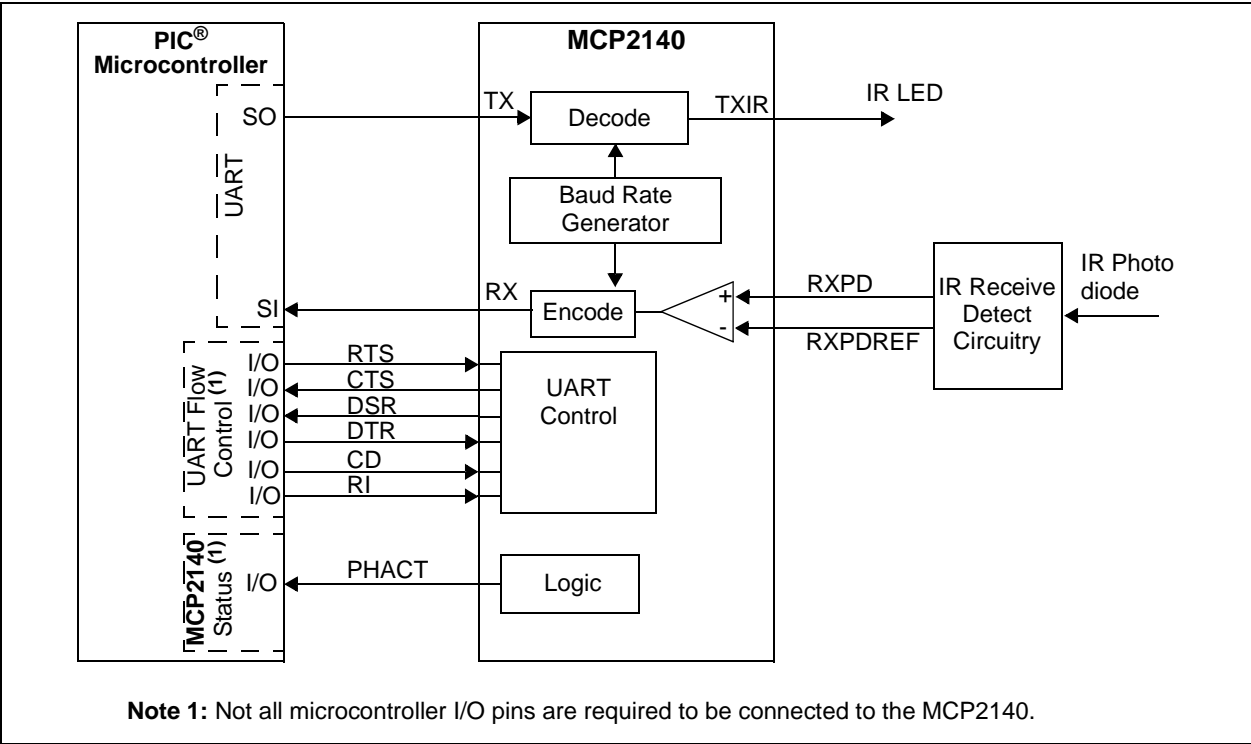 PIC®
Microcontroller
MCP2140
UART
SO
TX
Decode
TXIR
IR LED
Baud Rate
Generator
SI
RX
Encode
+
-
RXPD
RXPDREF
IR Receive
Detect
Circuitry
IR Photo
diode
UART Flow
Control (1)
I/O
RTS
I/O
CTS
I/O
DSR
I/O
DTR
I/O
CD
I/O
RI
UART
Control
MCP2140
Status (1)
I/O
PHACT
Logic
Note 1: Not all microcontroller I/O pins are required to be connected to the MCP2140.